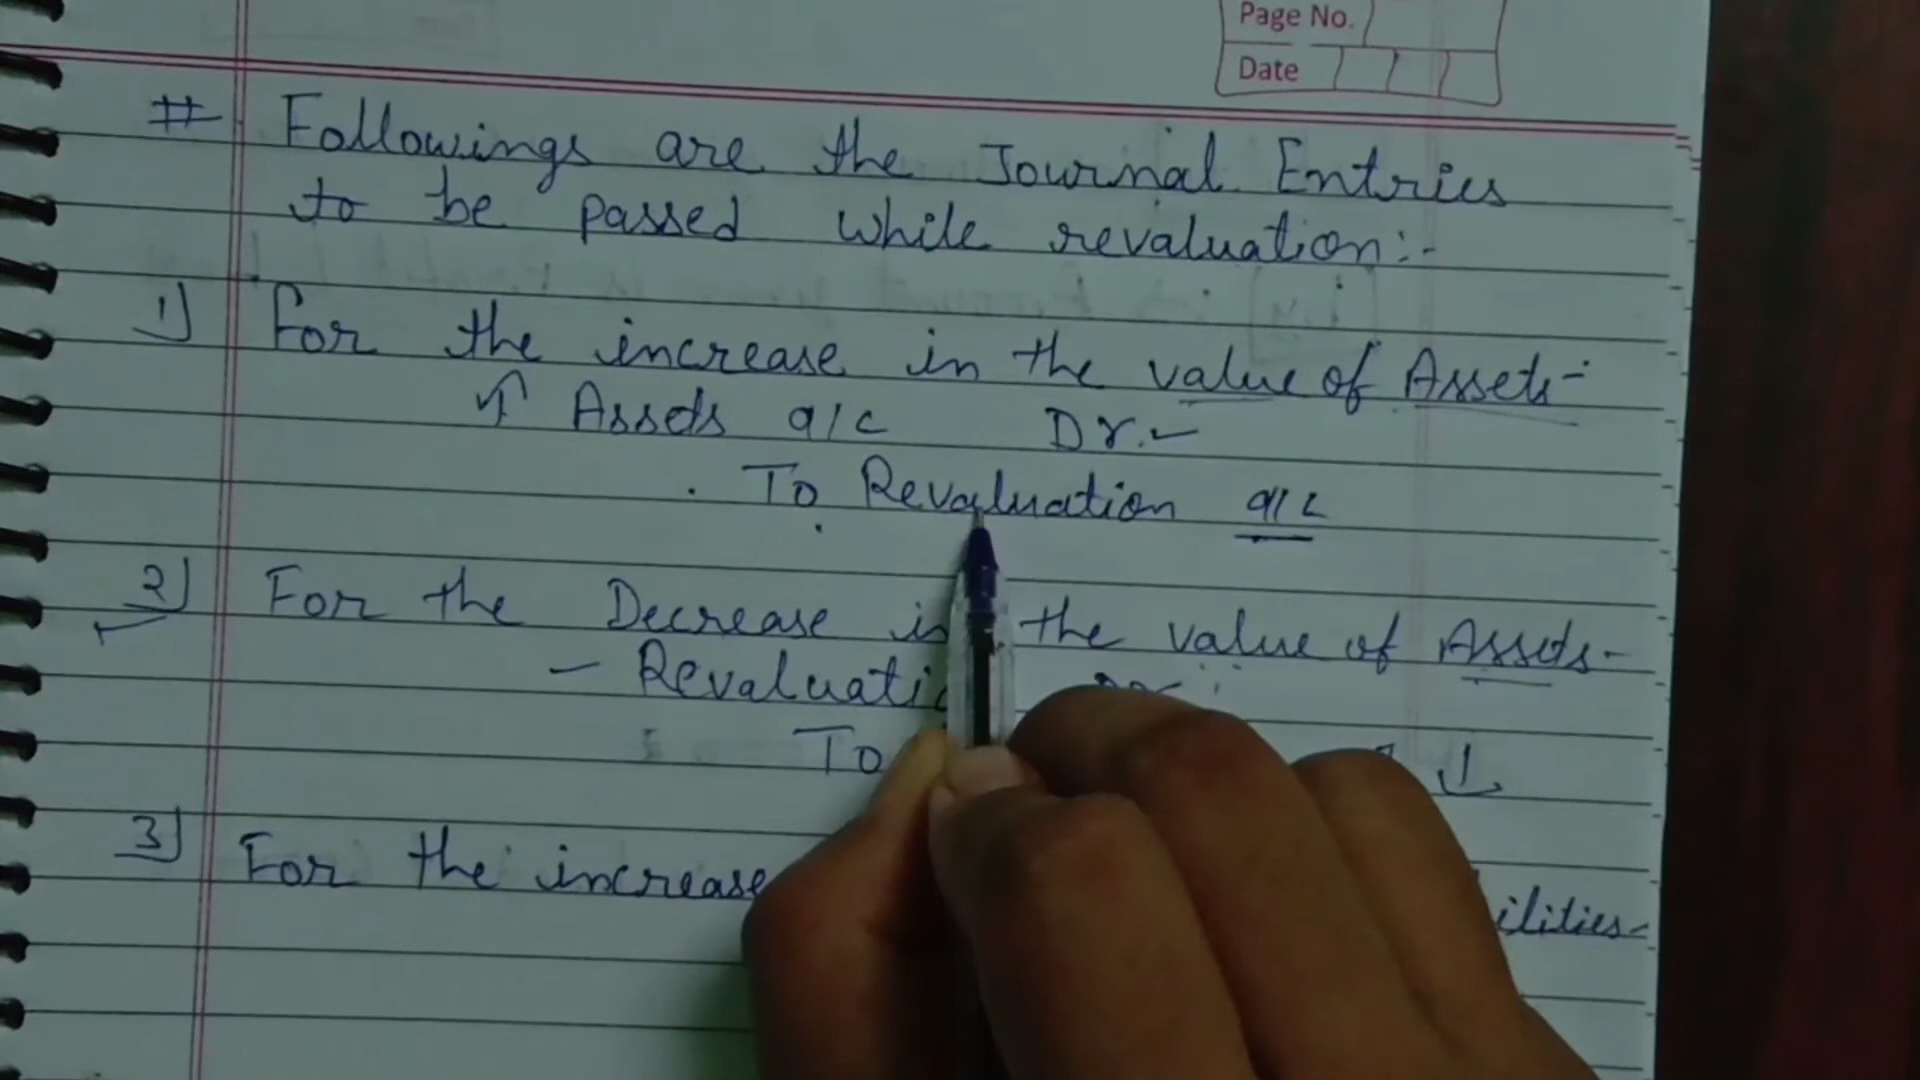 Page No.
Date
# Followings are the Journal Entries
to be passed while revaluation:-
1) For the increase in the value of Assets-
↑ Assets a/c Dr.
To Revaluation a/c
2) For the Decrease in the value of Assets-
- Revaluati
To ↓
3) For the increase ilities-